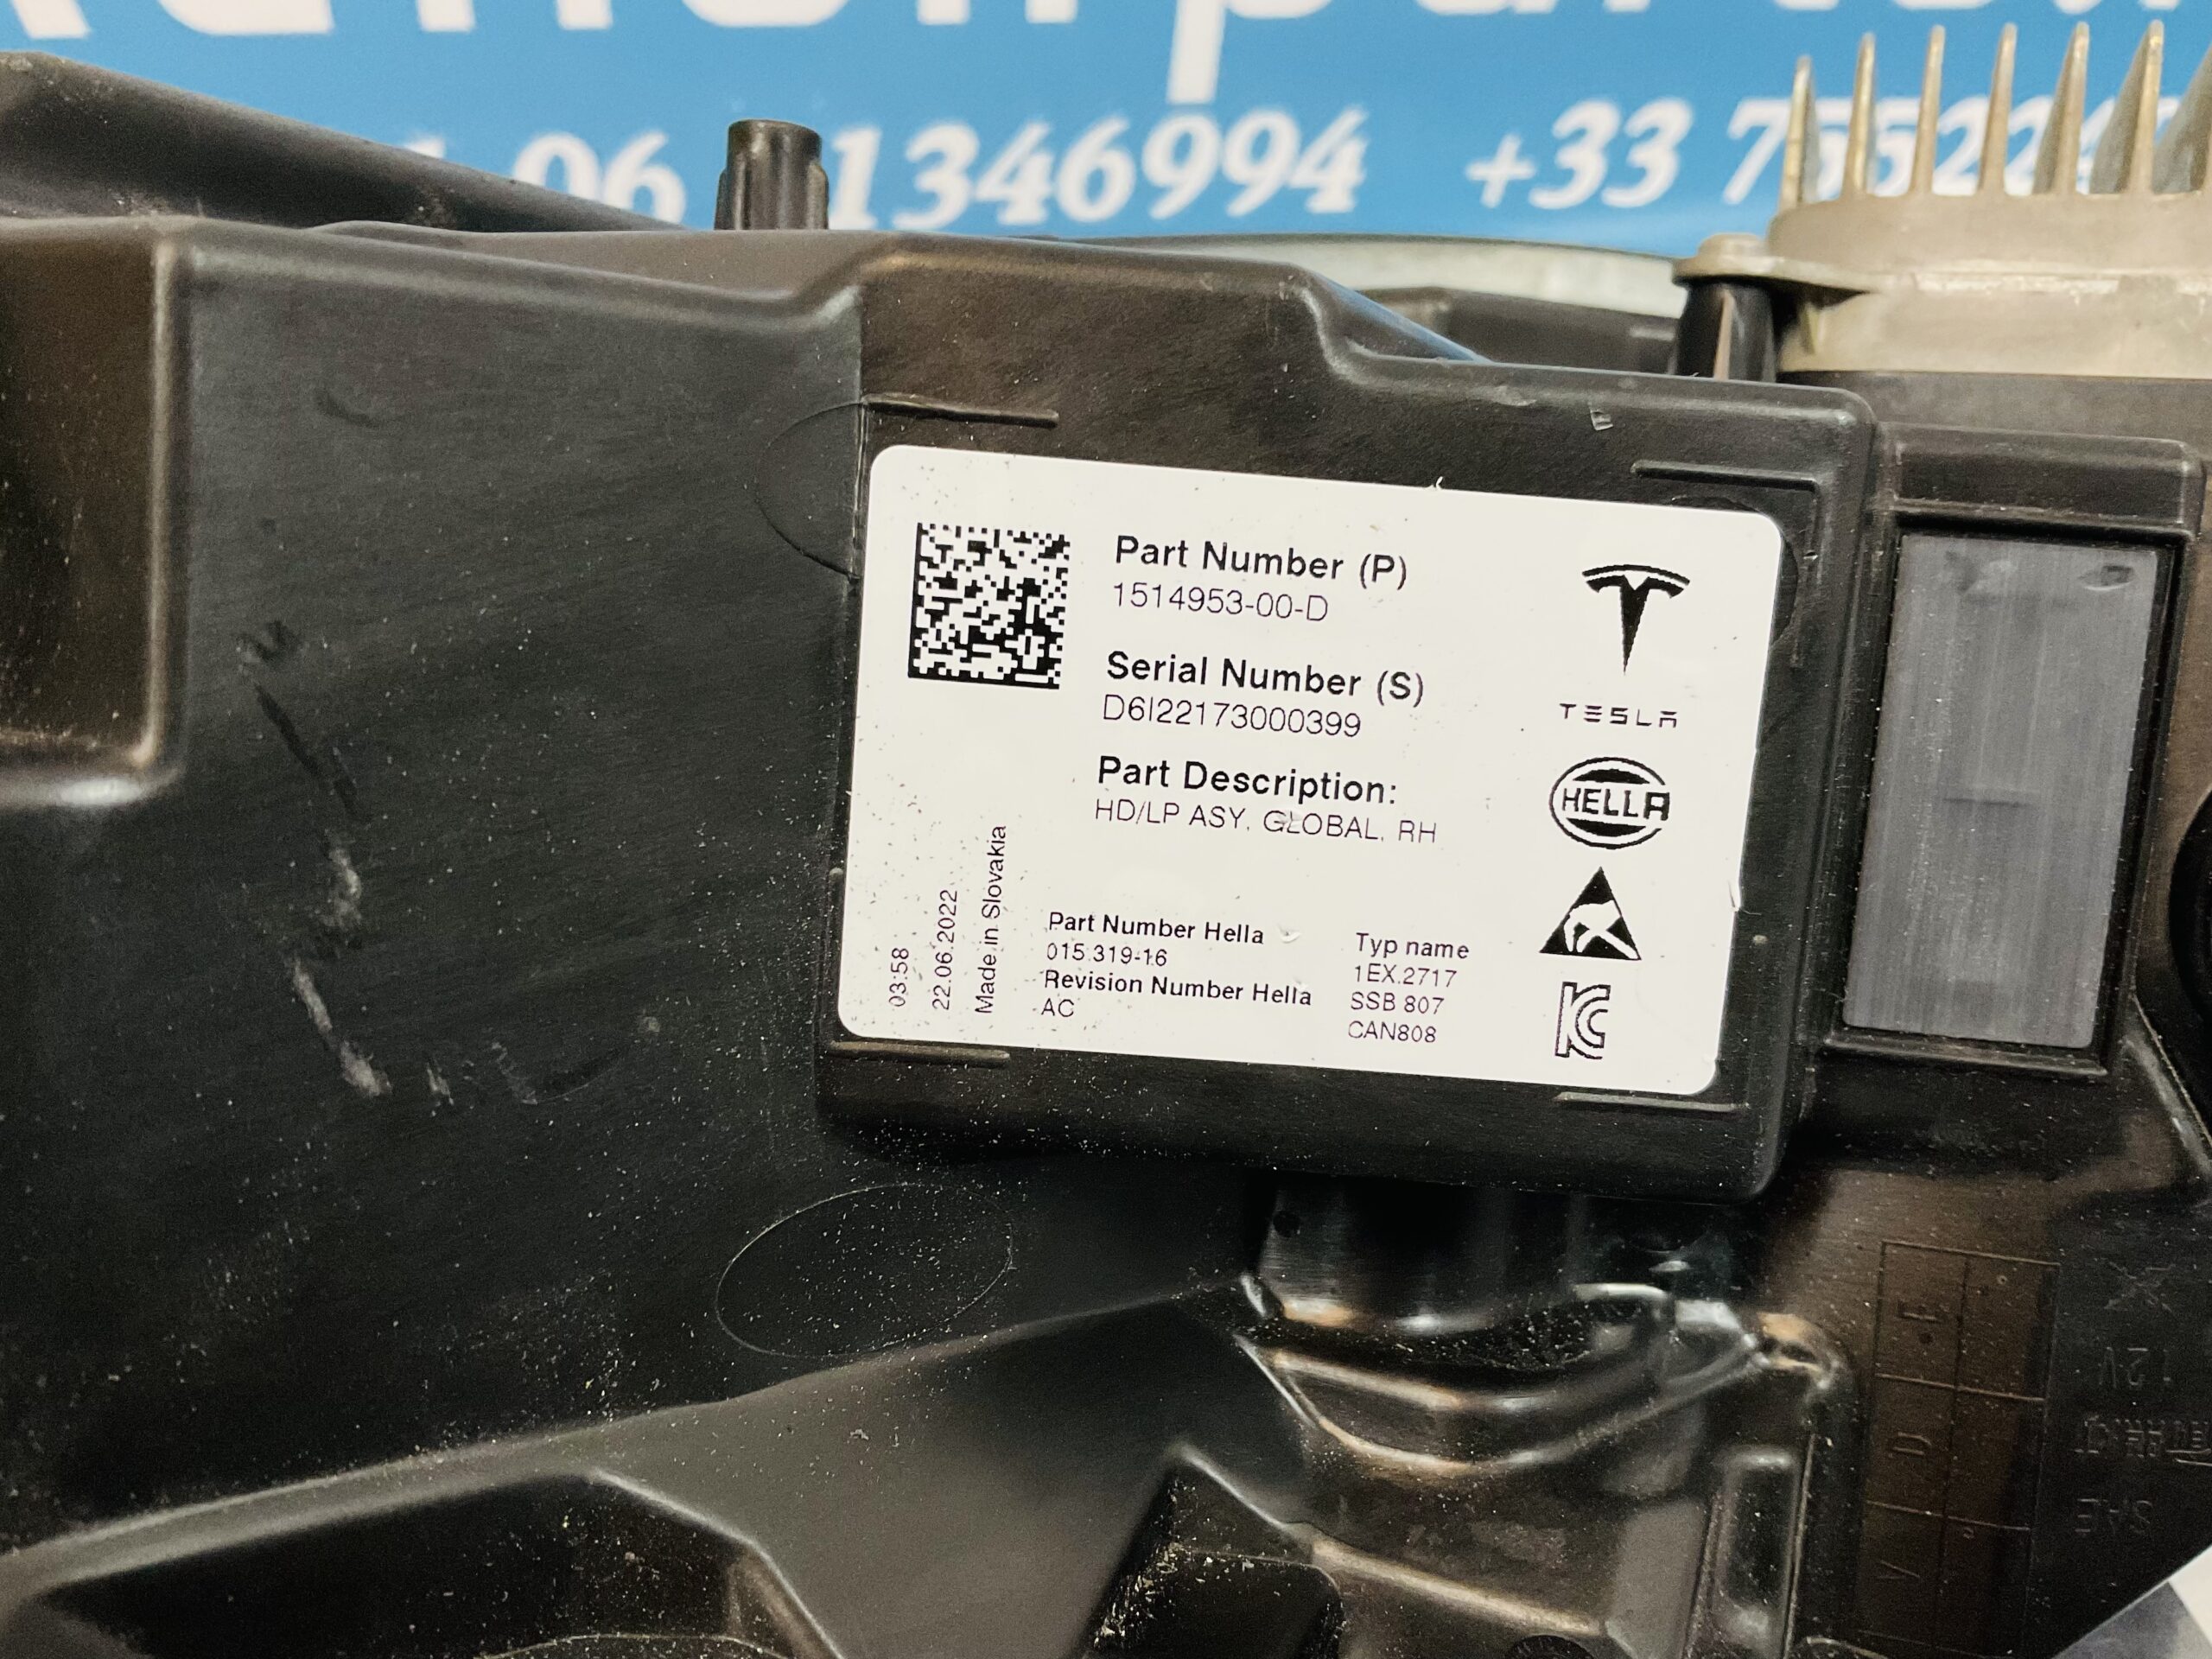 06
1346994
+33
Part Number (P)
1514953-00-D
Serial Number (S)
D6I22173000399
Part Description:
HD/LP ASY, GLOBAL, RH
TESLA
HELLA
03:58
22.06.2022
Made in Slovakia
Part Number Hella
015.319-16
Revision Number Hella
AC
Typ name
1EX.2717
SSB 807
CAN808
12V
SAE